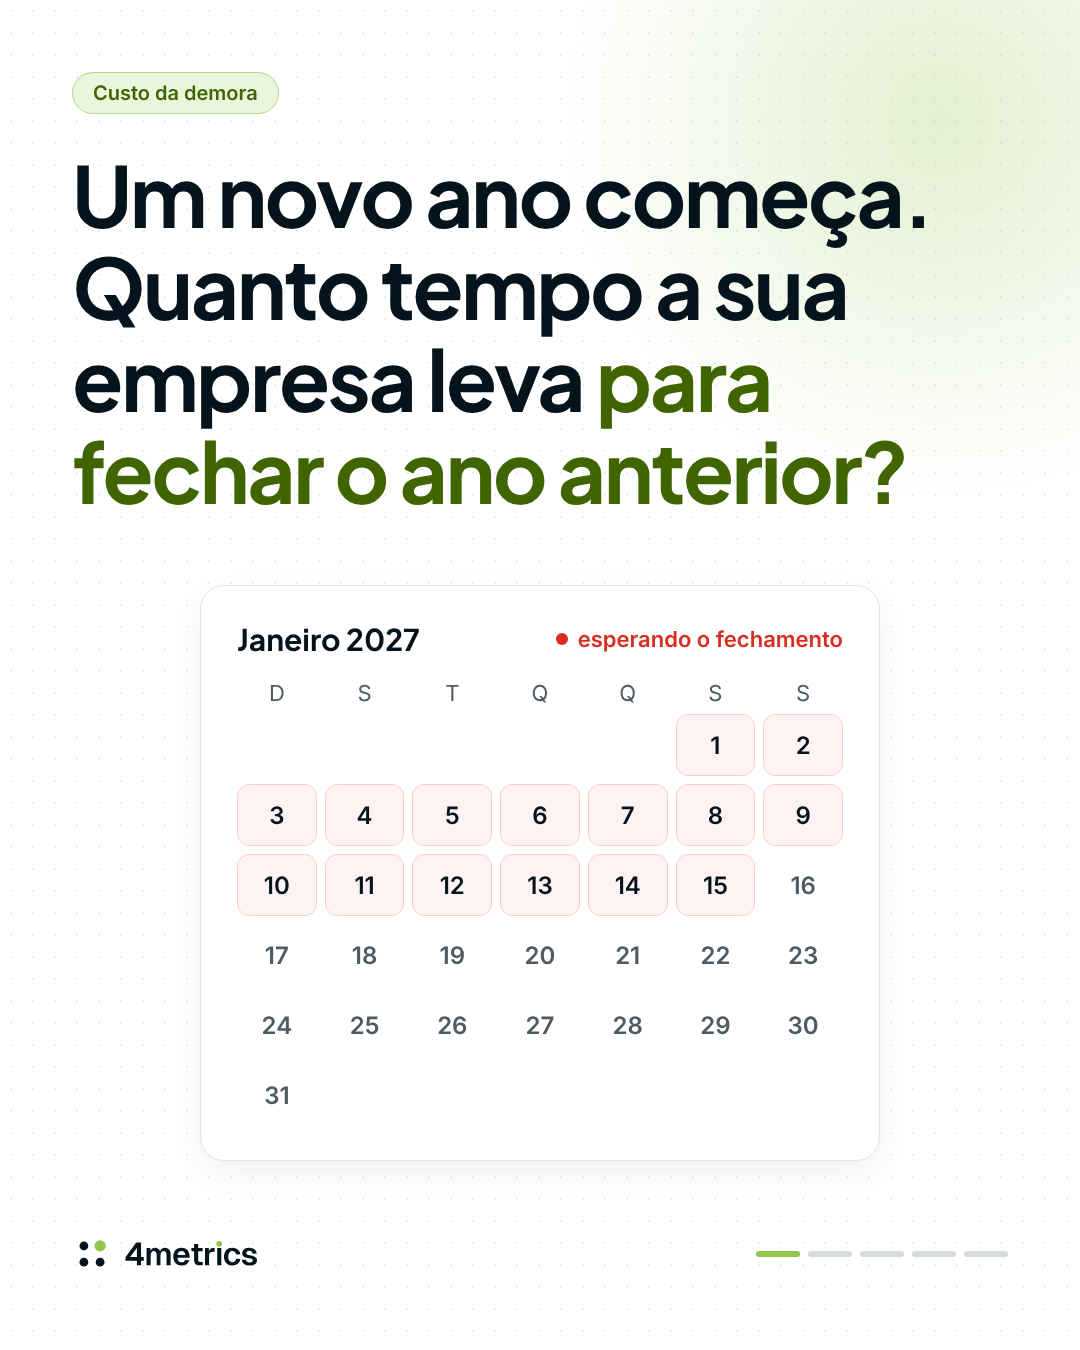 Custo da demora
Um novo ano começa.
Quanto tempo a sua
empresa leva para
fechar o ano anterior?
Janeiro 2027
esperando o fechamento
D S T Q Q S S
1 2
3 4 5 6 7 8 9
10 11 12 13 14 15 16
17 18 19 20 21 22 23
24 25 26 27 28 29 30
31
4metrics